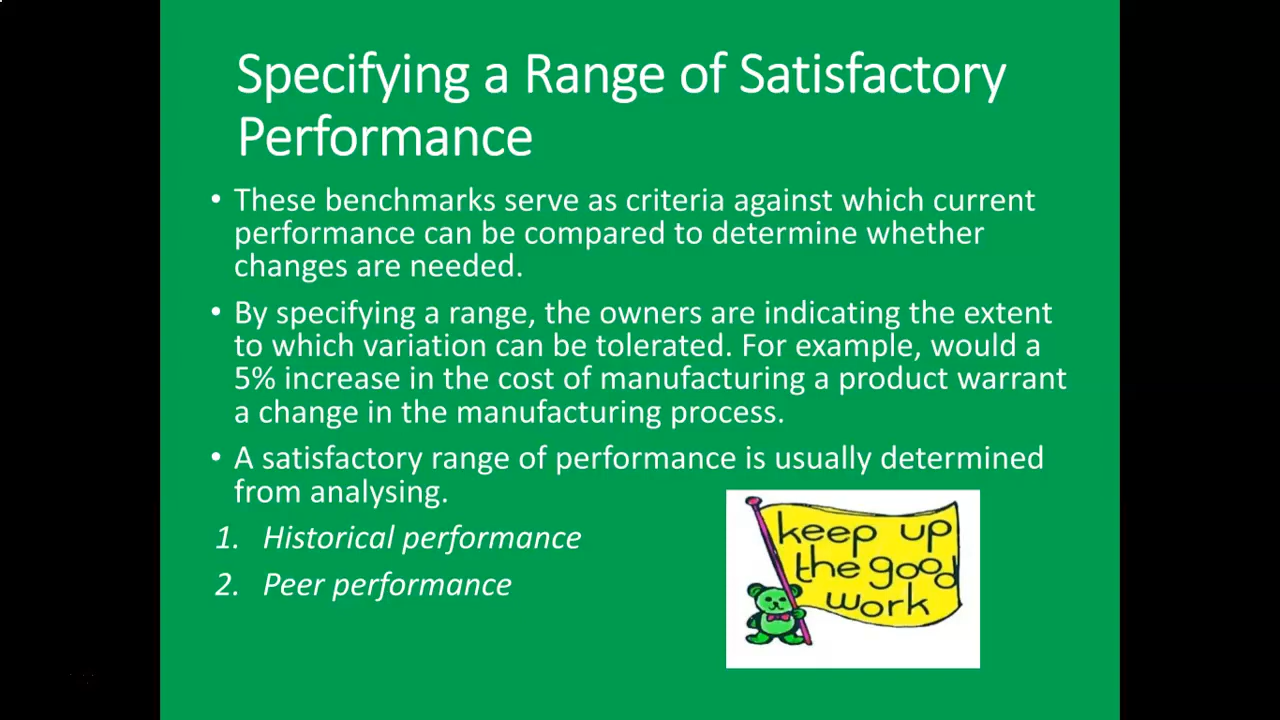 Specifying a Range of Satisfactory
Performance
• These benchmarks serve as criteria against which current
performance can be compared to determine whether
changes are needed.
• By specifying a range, the owners are indicating the extent
to which variation can be tolerated. For example, would a
5% increase in the cost of manufacturing a product warrant
a change in the manufacturing process.
• A satisfactory range of performance is usually determined
from analysing.
1. Historical performance
2. Peer performance
keep up
the good
work